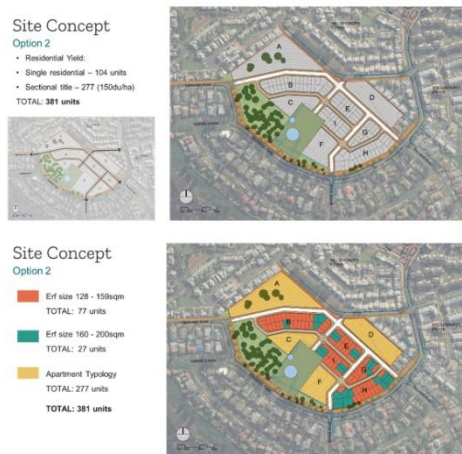 Site Concept
Option 2
• Residential Yield:
• Single residential – 104 units
• Sectional title – 277 (150du/ha)
TOTAL: 381 units
A
B
C
D
E
I
G
F
H
Site Concept
Option 2
Erf size 128 - 159sqm
TOTAL: 77 units
Erf size 160 - 200sqm
TOTAL: 27 units
Apartment Typology
TOTAL: 277 units
TOTAL: 381 units
A
B
C
D
E
I
G
F
H